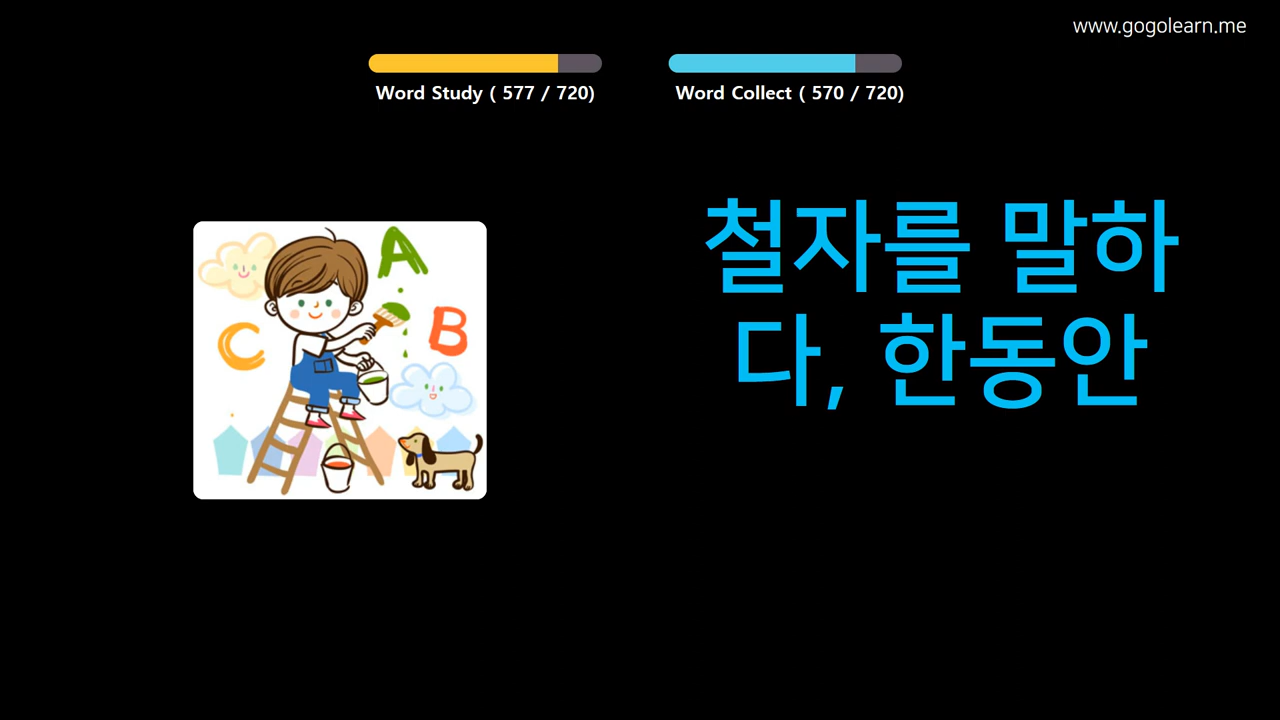 www.gogolearn.me
Word Study ( 577 / 720)
Word Collect ( 570 / 720)
철자를 말하
다, 한동안
A
B
C